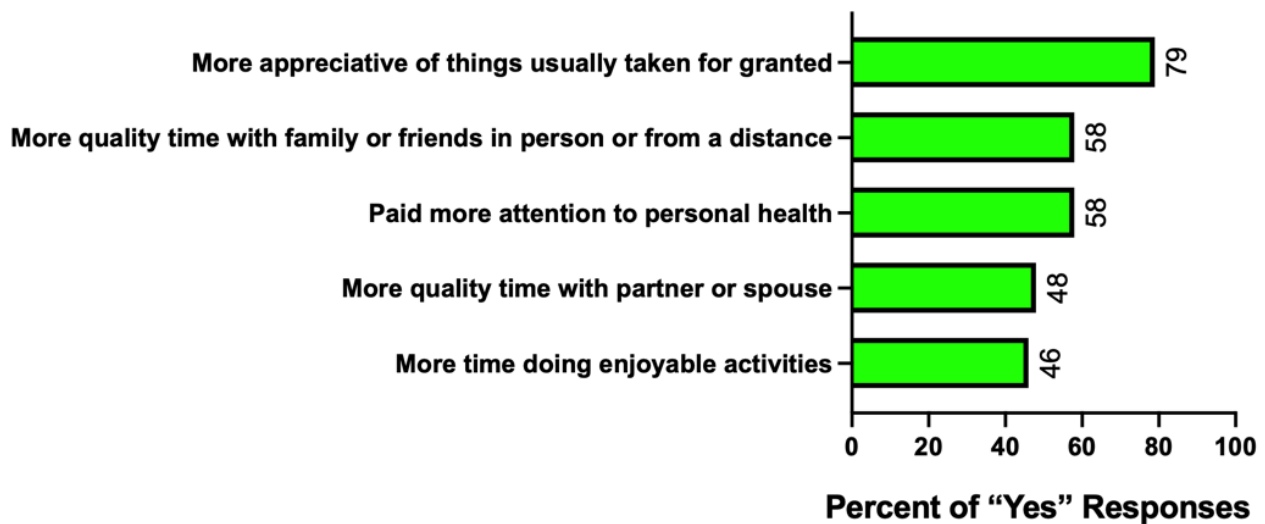 More appreciative of things usually taken for granted
79
More quality time with family or friends in person or from a distance
58
Paid more attention to personal health
58
More quality time with partner or spouse
48
More time doing enjoyable activities
46
0 20 40 60 80 100
Percent of “Yes” Responses